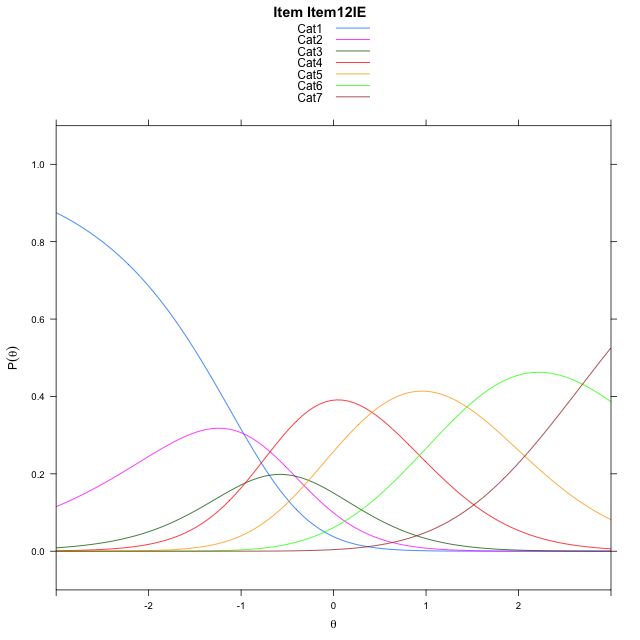 Item Item12IE
Cat1
Cat2
Cat3
Cat4
Cat5
Cat6
Cat7
1.0
0.8
0.6
0.4
0.2
0.0
P(θ)
-2 -1 0 1 2
θ